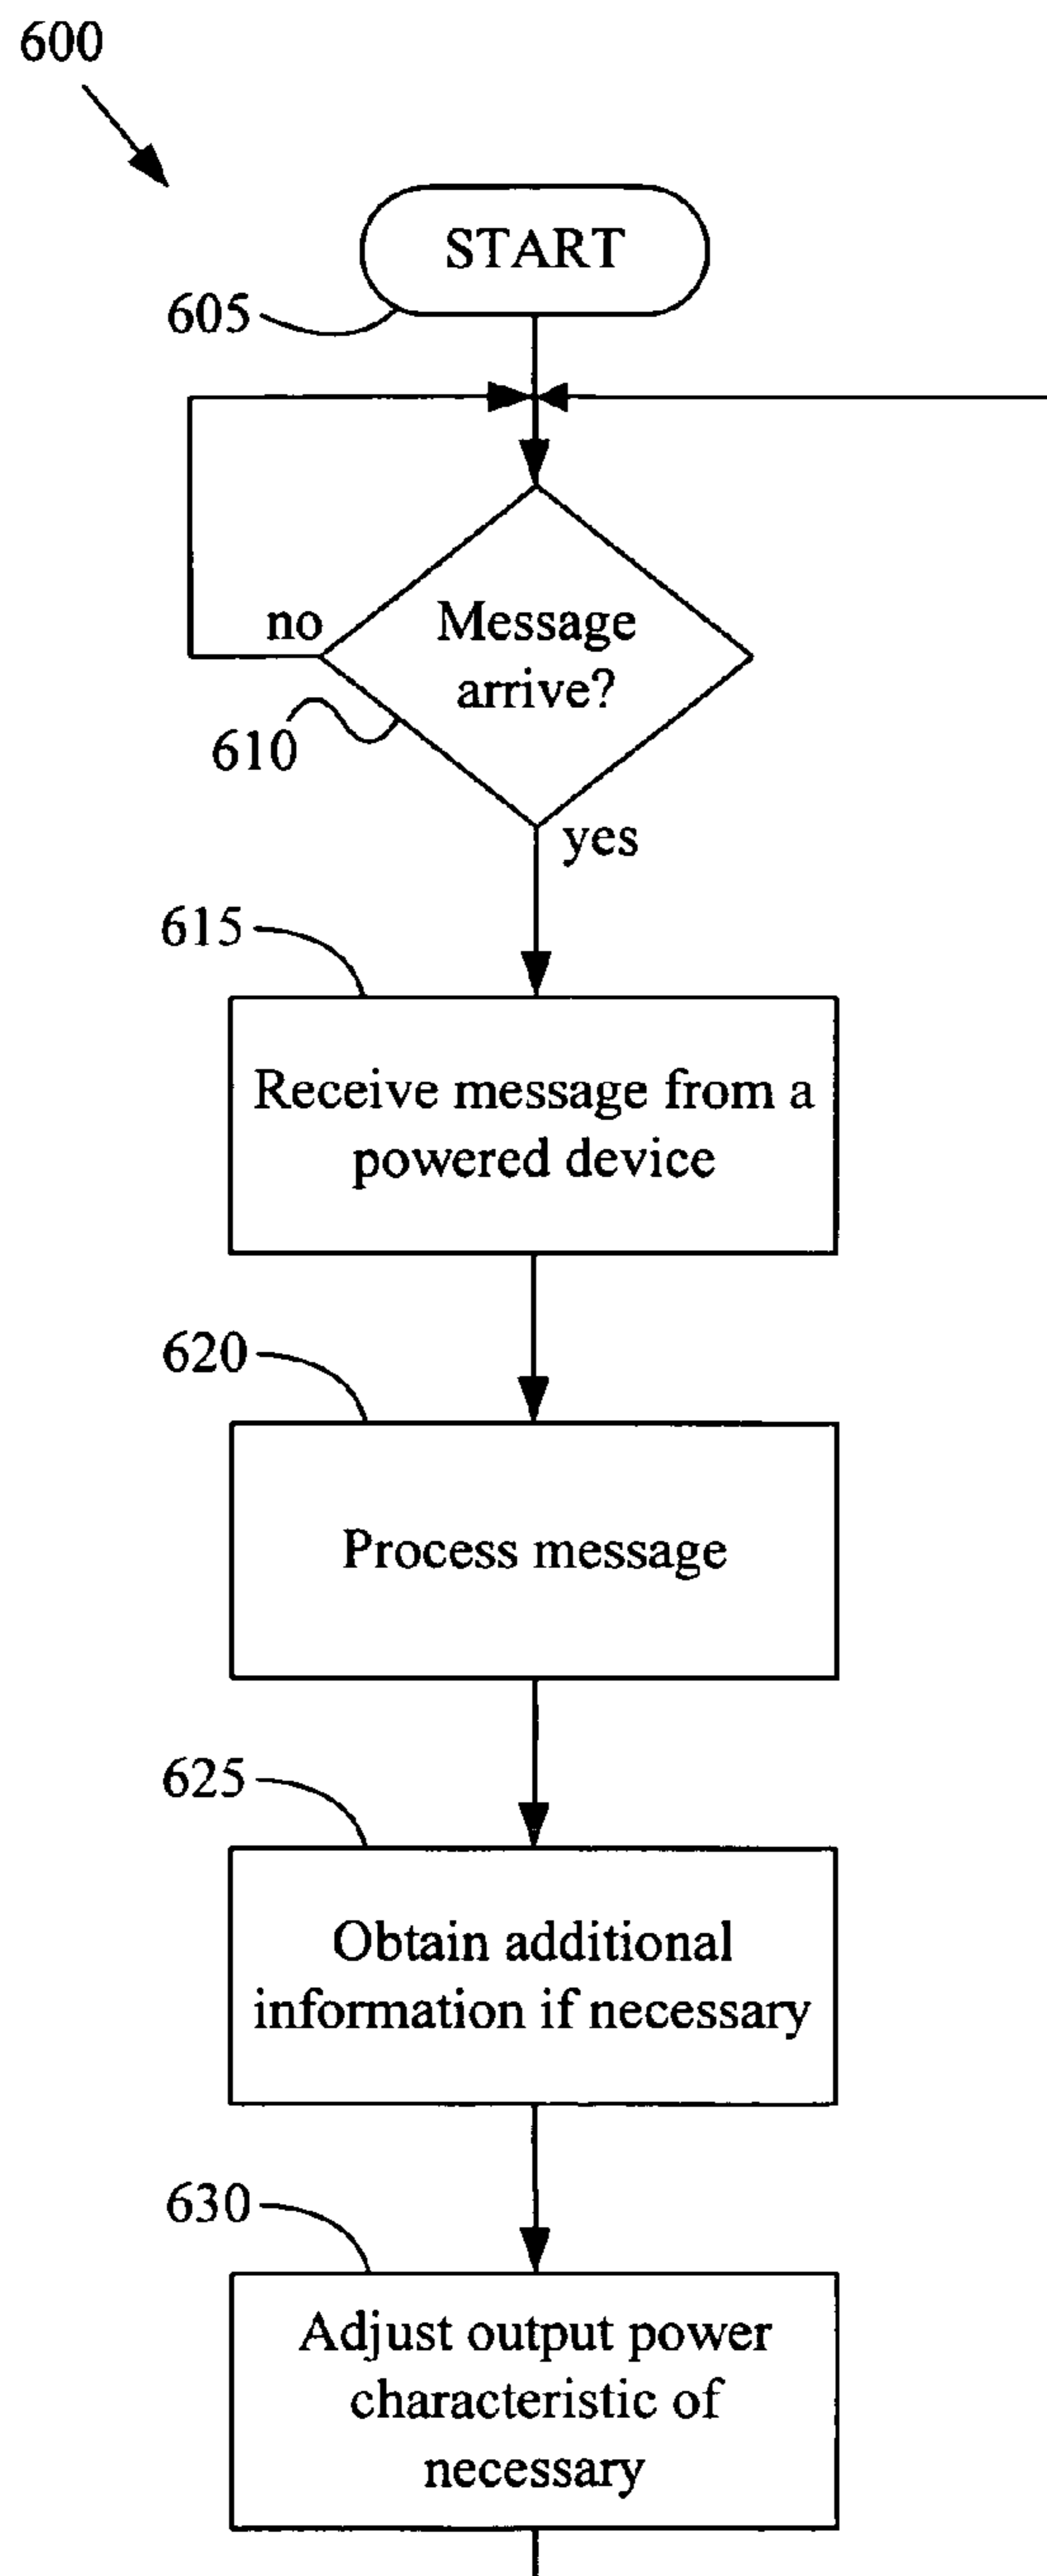 600
START
605
no
Message
arrive?
610
yes
615
Receive message from a
powered device
620
Process message
625
Obtain additional
information if necessary
630
Adjust output power
characteristic of
necessary